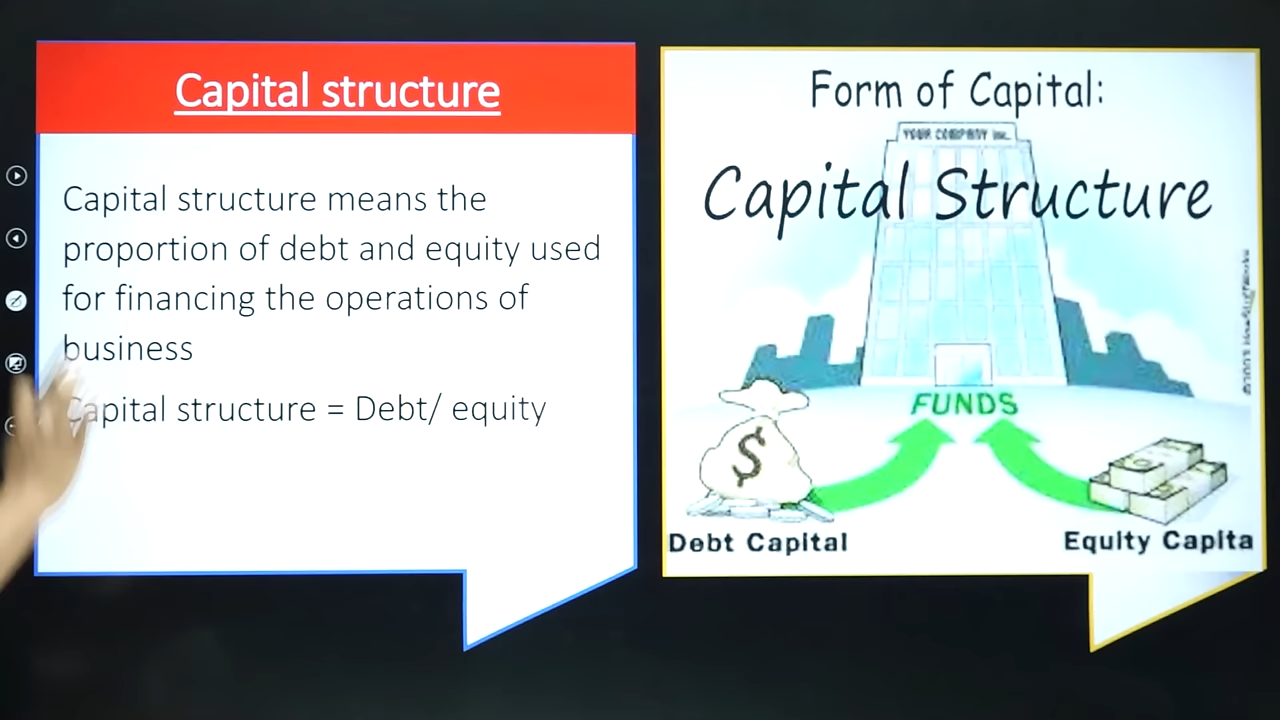 Capital structure
Capital structure means the
proportion of debt and equity used
for financing the operations of
business
Capital structure = Debt/ equity
Form of Capital:
YOUR COMPANY Inc.
Capital Structure
FUNDS
$
Debt Capital
Equity Capita